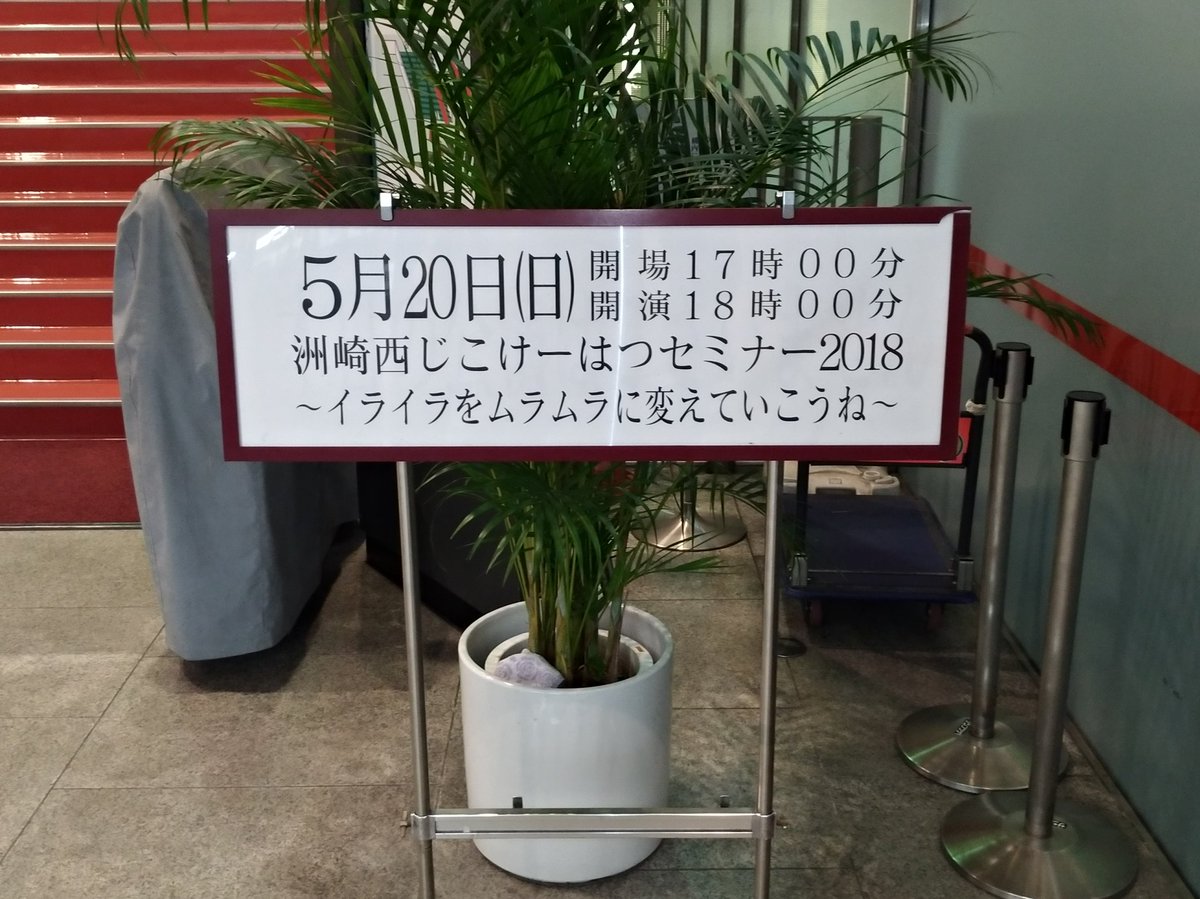 5月20日(日) 開場17時00分
開演18時00分
洲崎西じこけーはつセミナー2018
～イライラをムラムラに変えていこうね～